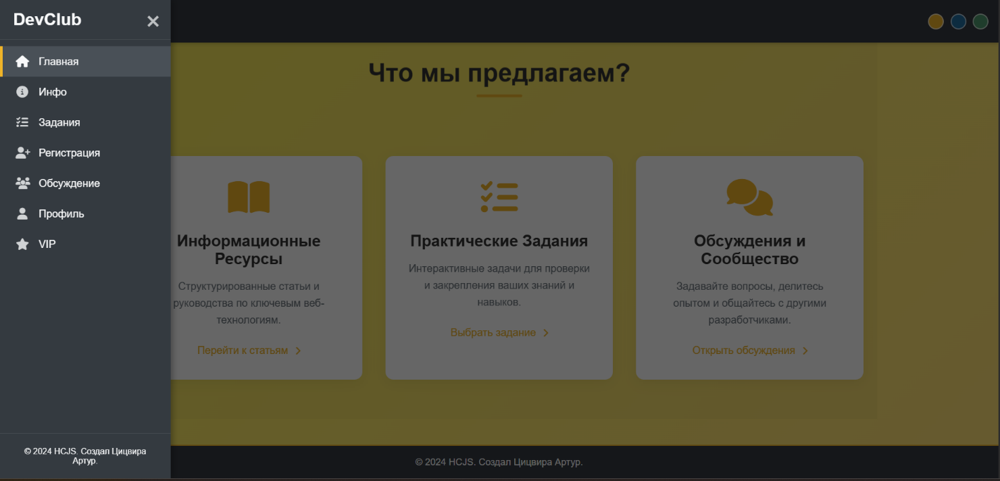 DevClub
Главная
Инфо
Задания
Регистрация
Обсуждение
Профиль
VIP
© 2024 HCJS. Создал Цицвира
Артур.
Что мы предлагаем?
Информационные
Ресурсы
Структурированные статьи и
руководства по ключевым веб-
технологиям.
Перейти к статьям
Практические Задания
Интерактивные задачи для проверки
и закрепления ваших знаний и
навыков.
Выбрать задание
Обсуждения и
Сообщество
Задавайте вопросы, делитесь
опытом и общайтесь с другими
разработчиками.
Открыть обсуждения
© 2024 HCJS. Создал Цицвира Артур.